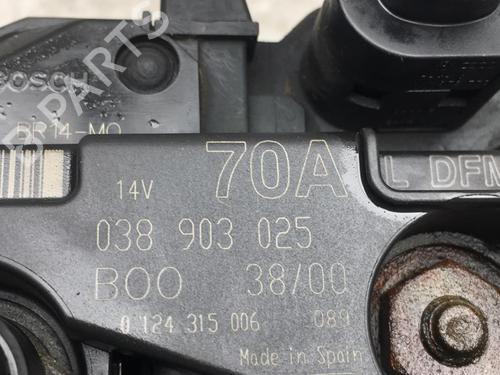 BOSCH
BR14-MO
70A
L DFM
14V
038 903 025
BOO 38/00
0 124 315 006 089
Made in Spain